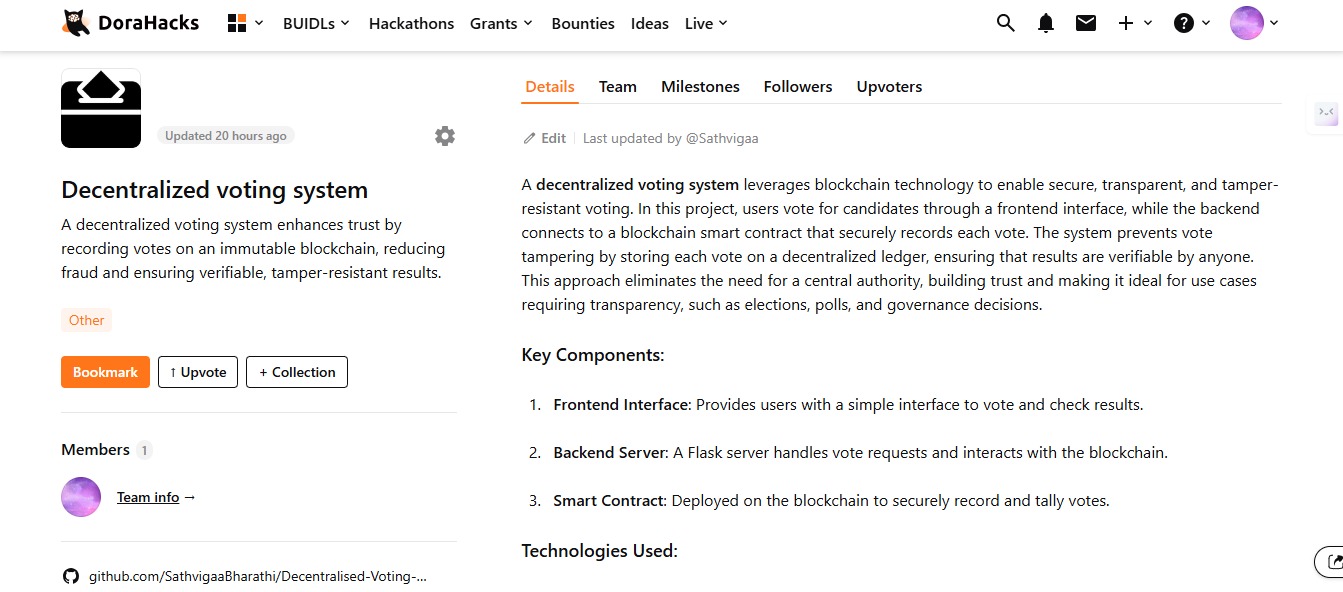 DoraHacks
BUIDLs
Hackathons
Grants
Bounties
Ideas
Live
Updated 20 hours ago
Decentralized voting system
A decentralized voting system enhances trust by
recording votes on an immutable blockchain, reducing
fraud and ensuring verifiable, tamper-resistant results.
Other
Bookmark
↑ Upvote
+ Collection
Members 1
Team info →
github.com/SathvigaaBharathi/Decentralised-Voting-...
Details
Team
Milestones
Followers
Upvoters
Edit
Last updated by @Sathvigaa
A decentralized voting system leverages blockchain technology to enable secure, transparent, and tamper-
resistant voting. In this project, users vote for candidates through a frontend interface, while the backend
connects to a blockchain smart contract that securely records each vote. The system prevents vote
tampering by storing each vote on a decentralized ledger, ensuring that results are verifiable by anyone.
This approach eliminates the need for a central authority, building trust and making it ideal for use cases
requiring transparency, such as elections, polls, and governance decisions.
Key Components:
1. Frontend Interface: Provides users with a simple interface to vote and check results.
2. Backend Server: A Flask server handles vote requests and interacts with the blockchain.
3. Smart Contract: Deployed on the blockchain to securely record and tally votes.
Technologies Used: